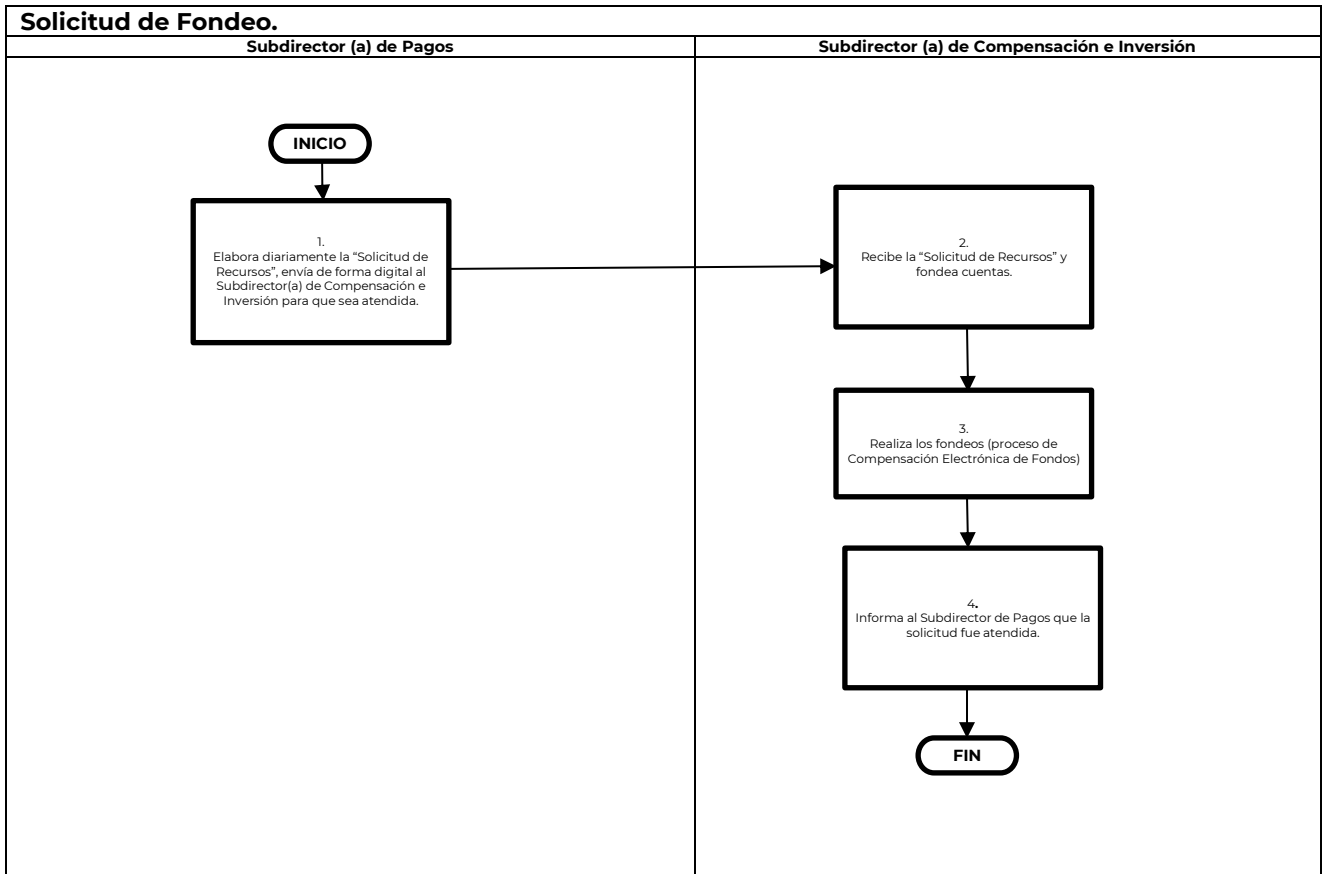 Solicitud de Fondeo.
Subdirector (a) de Pagos
Subdirector (a) de Compensación e Inversión
INICIO
1.
Elabora diariamente la “Solicitud de
Recursos”, envía de forma digital al
Subdirector(a) de Compensación e
Inversión para que sea atendida.
2.
Recibe la “Solicitud de Recursos” y
fondea cuentas.
3.
Realiza los fondeos (proceso de
Compensación Electrónica de Fondos)
4.
Informa al Subdirector de Pagos que la
solicitud fue atendida.
FIN